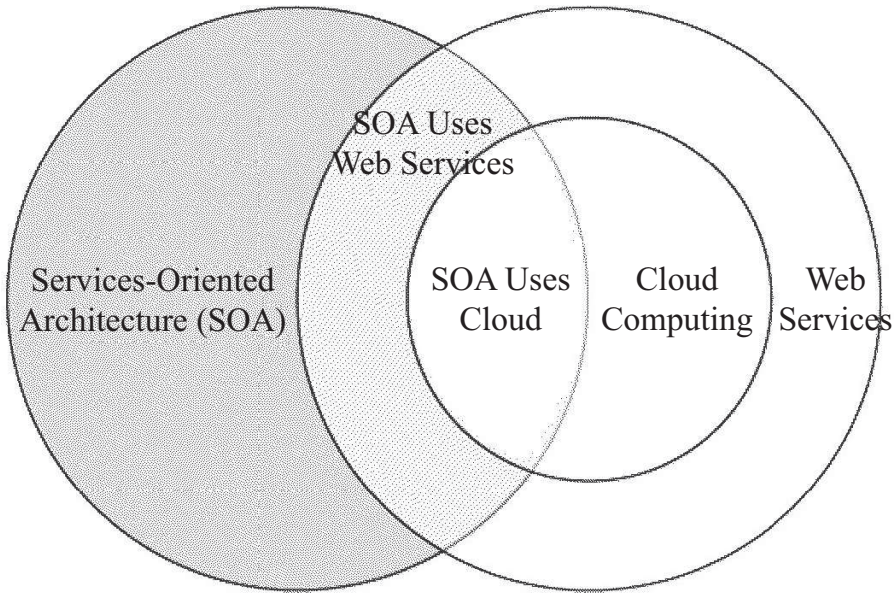 SOA Uses
Web Services
Services-Oriented
Architecture (SOA)
SOA Uses
Cloud
Cloud
Computing
Web
Services